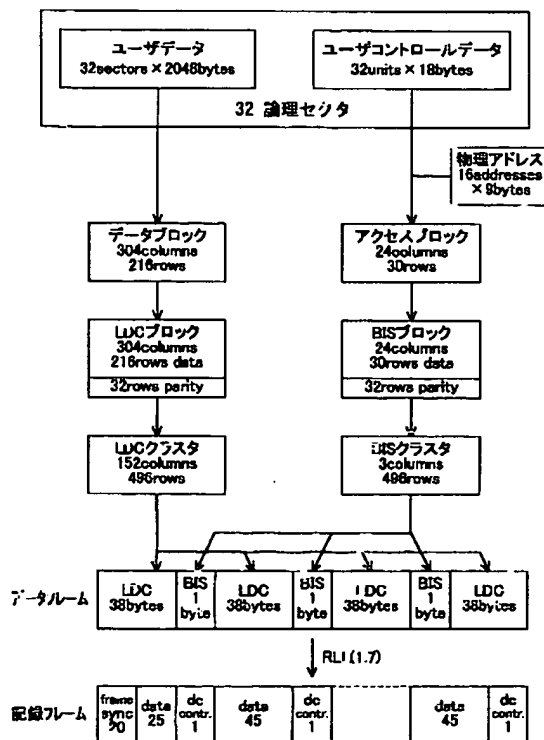 ユーザデータ
32sectors×2048bytes
ユーザコントロールデータ
32units×18bytes
32 論理セクタ
物理アドレス
16addresses
×9bytes
データブロック
304columns
216rows
アクセスブロック
24columns
30rows
LDCブロック
304columns
216rows data
32rows parity
BISブロック
24columns
30rows data
32rows parity
LDCクラスタ
152columns
496rows
BISクラスタ
3columns
496rows
データルーム
LDC
38bytes
BIS
1
byte
LDC
38bytes
BIS
1
byte
LDC
38bytes
BIS
1
byte
LDC
38bytes
RLL(1.7)
記録フレーム
frame
sync
data
25
dc
contr.
1
data
45
dc
contr.
1
data
45
dc
contr.
1